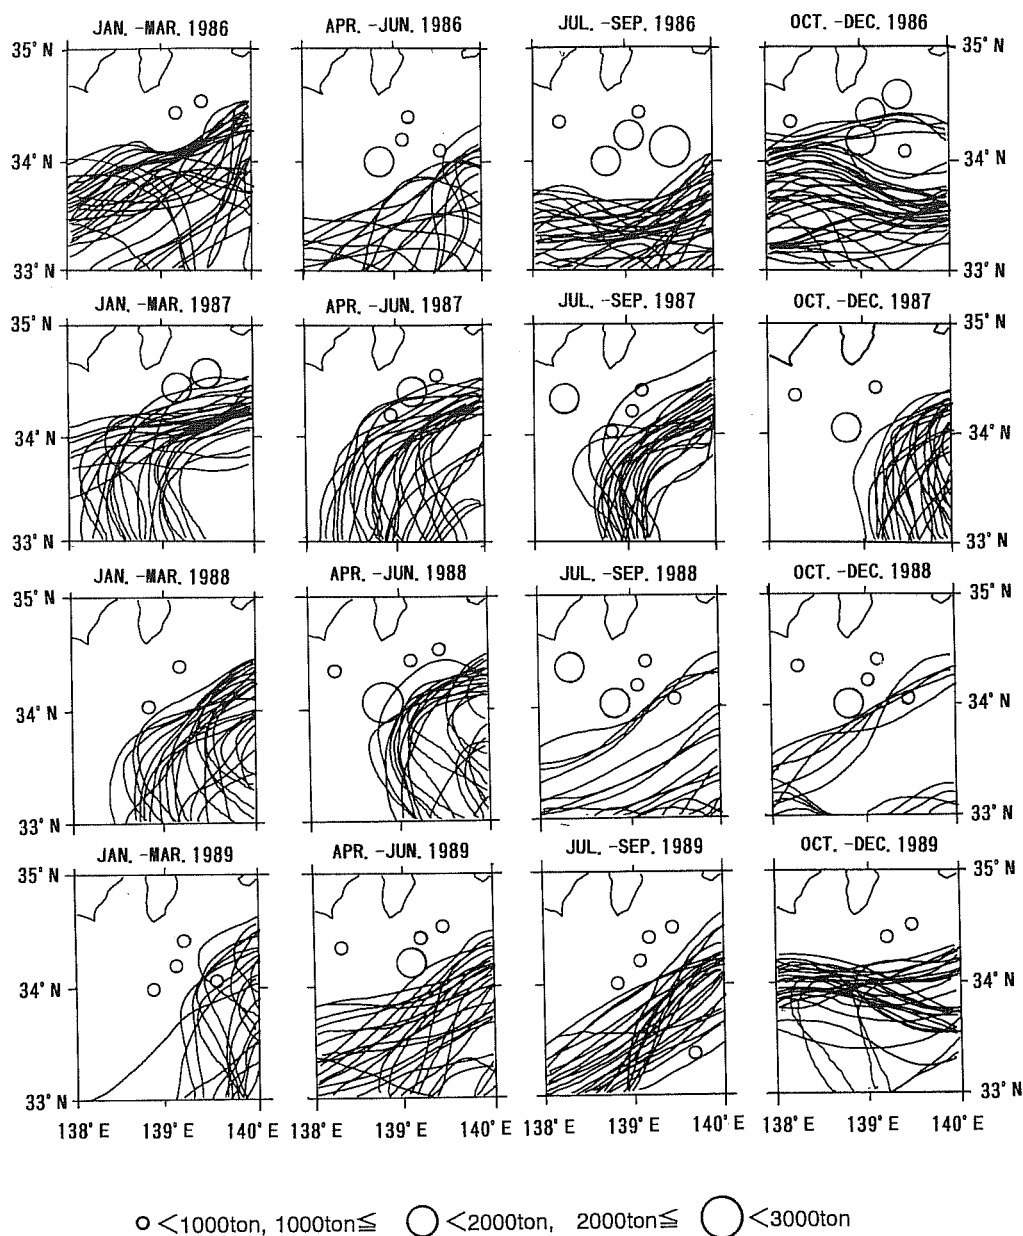 JAN. -MAR. 1986 APR. -JUN. 1986 JUL. -SEP. 1986 OCT. -DEC. 1986
35° N 35° N
34° N 34° N
33° N 33° N
JAN. -MAR. 1987 APR. -JUN. 1987 JUL. -SEP. 1987 OCT. -DEC. 1987
35° N 35° N
34° N 34° N
33° N 33° N
JAN. -MAR. 1988 APR. -JUN. 1988 JUL. -SEP. 1988 OCT. -DEC. 1988
35° N 35° N
34° N 34° N
33° N 33° N
JAN. -MAR. 1989 APR. -JUN. 1989 JUL. -SEP. 1989 OCT. -DEC. 1989
35° N 35° N
34° N 34° N
33° N 33° N
138° E 139° E 140° E 139° E 138° E 139° E 140° E 139° E 140° E
<1000ton, 1000ton≦ <2000ton, 2000ton≦ <3000ton